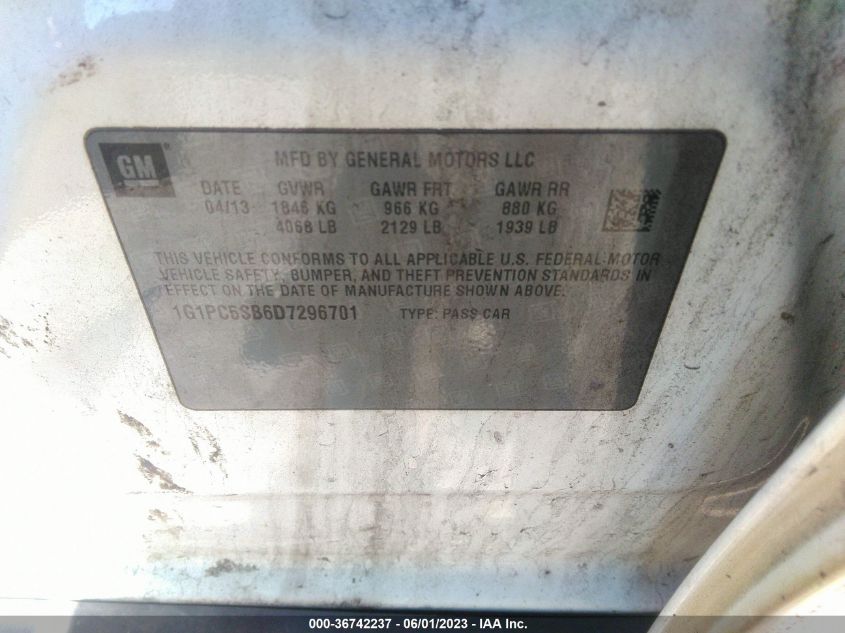 GM
MFD BY GENERAL MOTORS LLC
DATE GVWR GAWR FRT GAWR RR
04/13 1846 KG 966 KG 880 KG
4068 LB 2129 LB 1939 LB
THIS VEHICLE CONFORMS TO ALL APPLICABLE U.S. FEDERAL MOTOR
VEHICLE SAFETY, BUMPER, AND THEFT PREVENTION STANDARDS IN
EFFECT ON THE DATE OF MANUFACTURE SHOWN ABOVE.
1G1PC5SB6D7296701 TYPE: PASS CAR
000-36742237 - 06/01/2023 - IAA Inc.